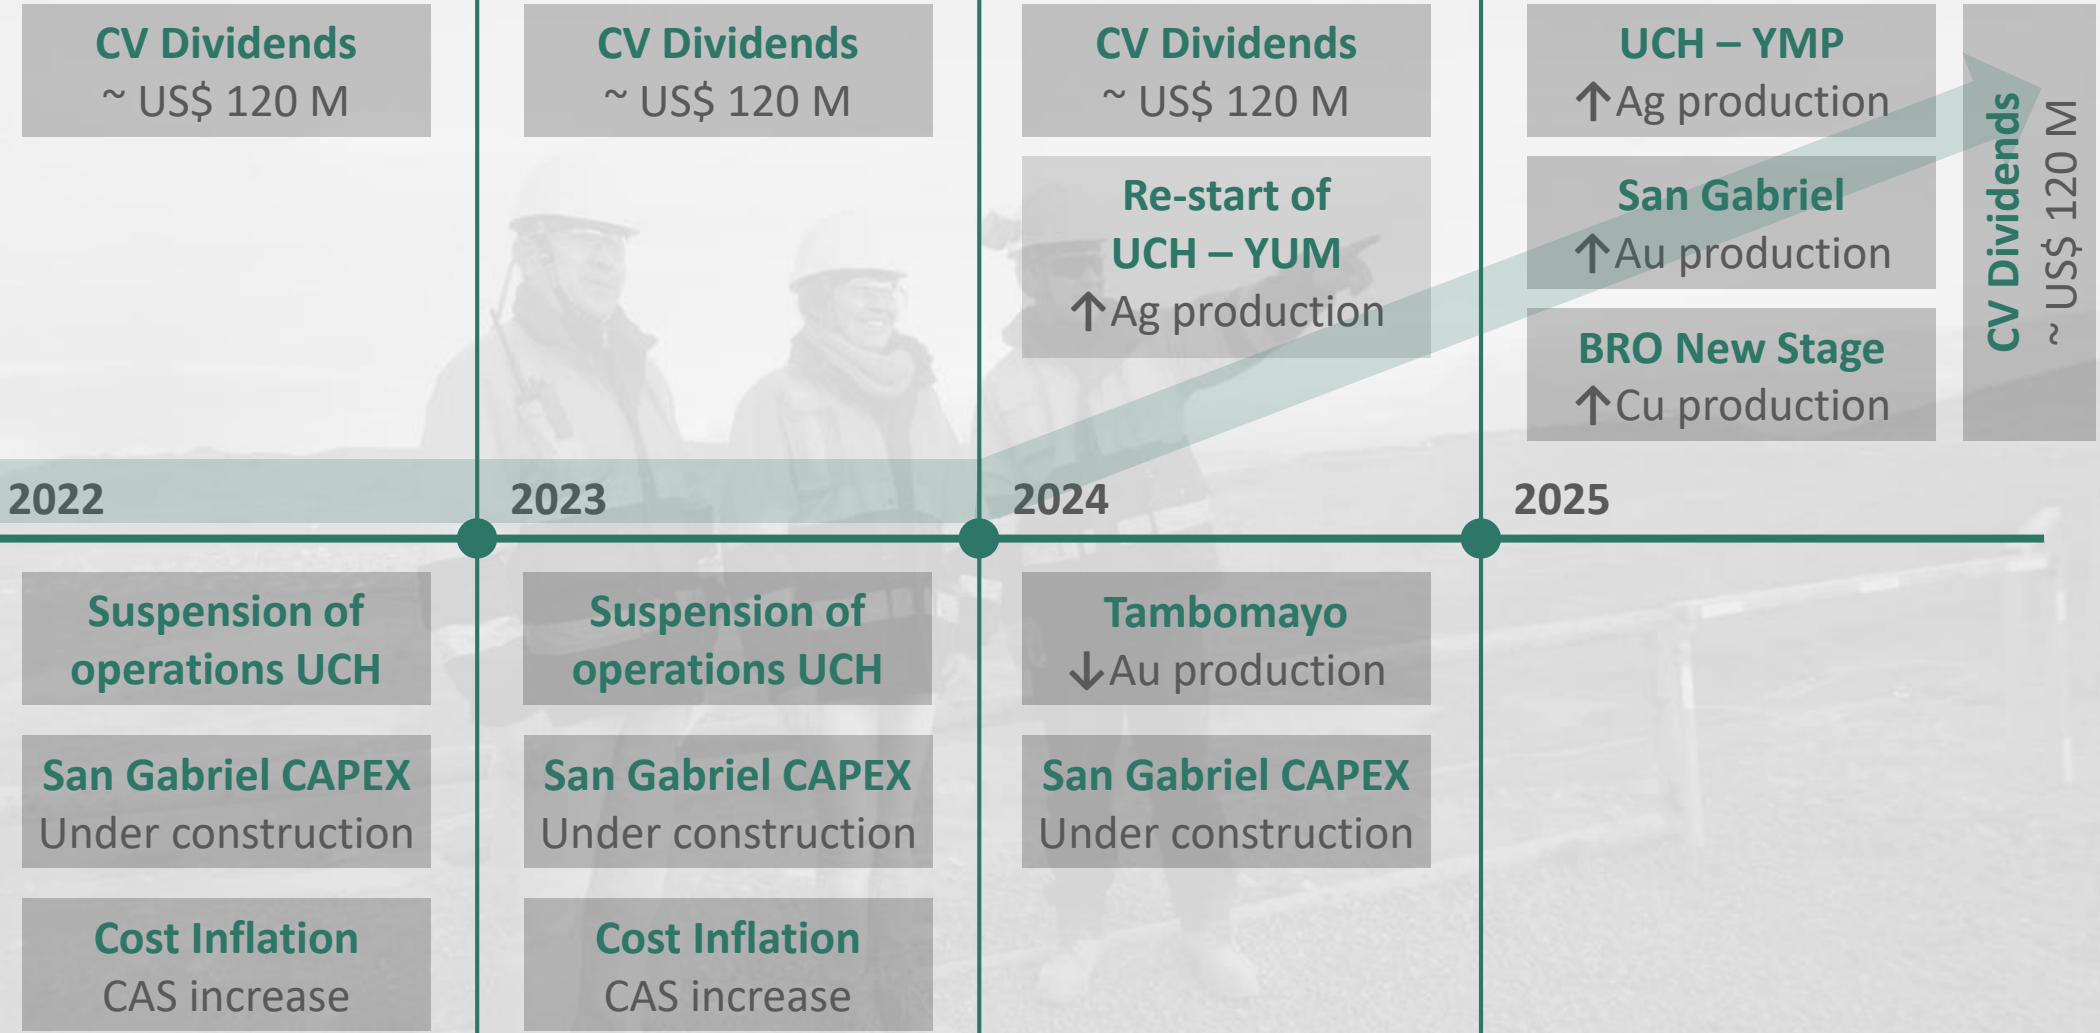 CV Dividends
~ US$ 120 M
CV Dividends
~ US$ 120 M
CV Dividends
~ US$ 120 M
Re-start of
UCH – YUM
↑Ag production
UCH – YMP
↑Ag production
San Gabriel
↑Au production
BRO New Stage
↑Cu production
CV Dividends
~ US$ 120 M
2022
2023
2024
2025
Suspension of
operations UCH
San Gabriel CAPEX
Under construction
Cost Inflation
CAS increase
Suspension of
operations UCH
San Gabriel CAPEX
Under construction
Cost Inflation
CAS increase
Tambomayo
↓Au production
San Gabriel CAPEX
Under construction